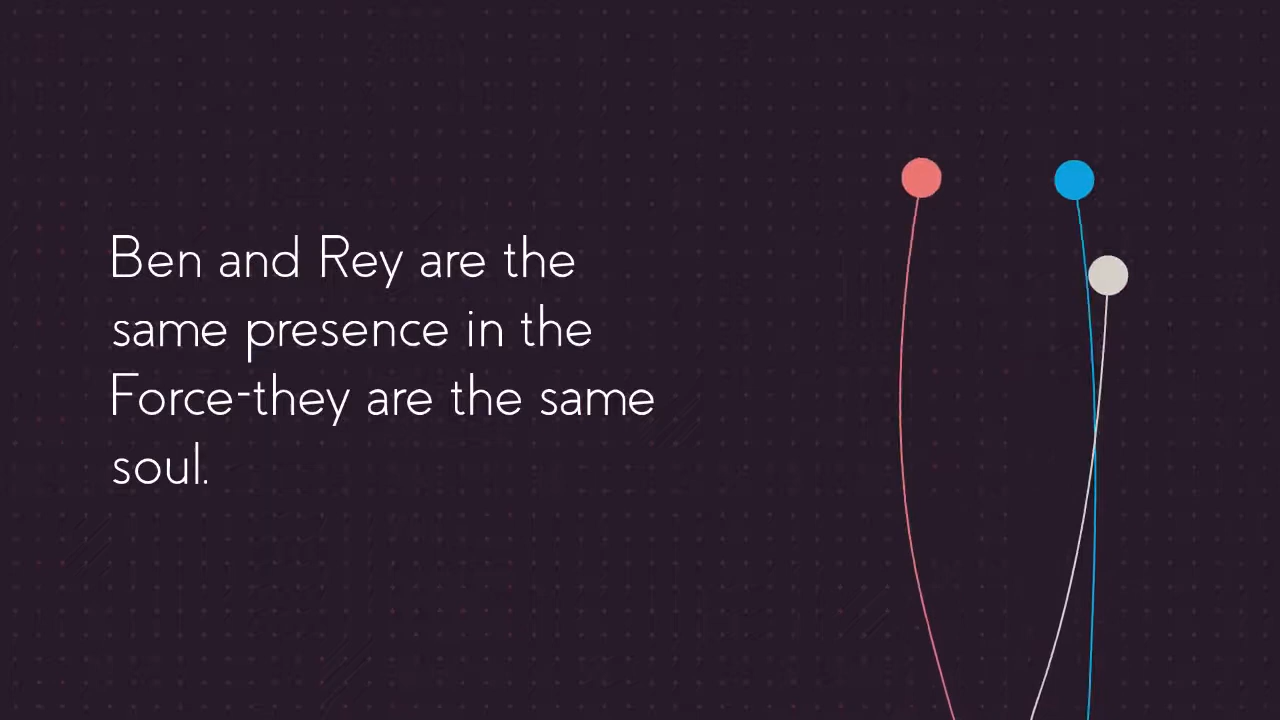 Ben and Rey are the
same presence in the
Force-they are the same
soul.